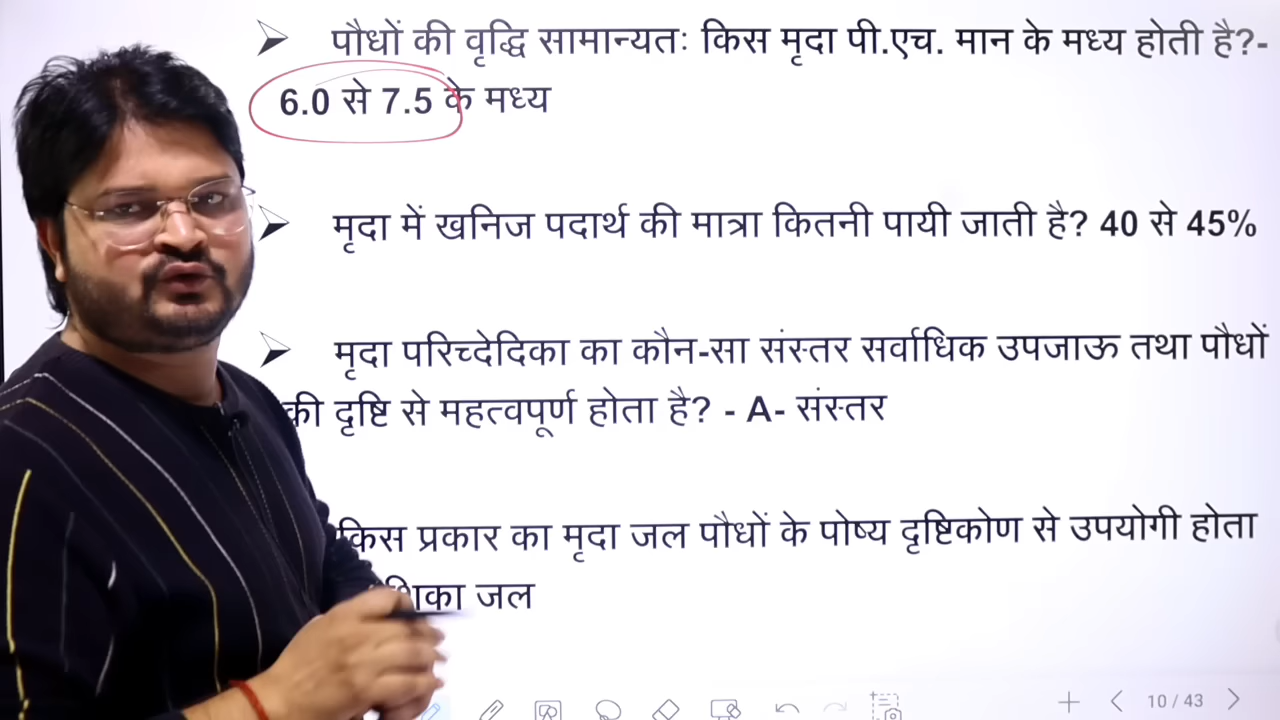 ➤ पौधों की वृद्धि सामान्यतः किस मृदा पी.एच. मान के मध्य होती है?-
6.0 से 7.5 के मध्य
➤ मृदा में खनिज पदार्थ की मात्रा कितनी पायी जाती है? 40 से 45%
➤ मृदा परिच्देदिका का कौन-सा संस्तर सर्वाधिक उपजाऊ तथा पौधों
की दृष्टि से महत्वपूर्ण होता है? - A- संस्तर
किस प्रकार का मृदा जल पौधों के पोष्य दृष्टिकोण से उपयोगी होता
जल
10 / 43